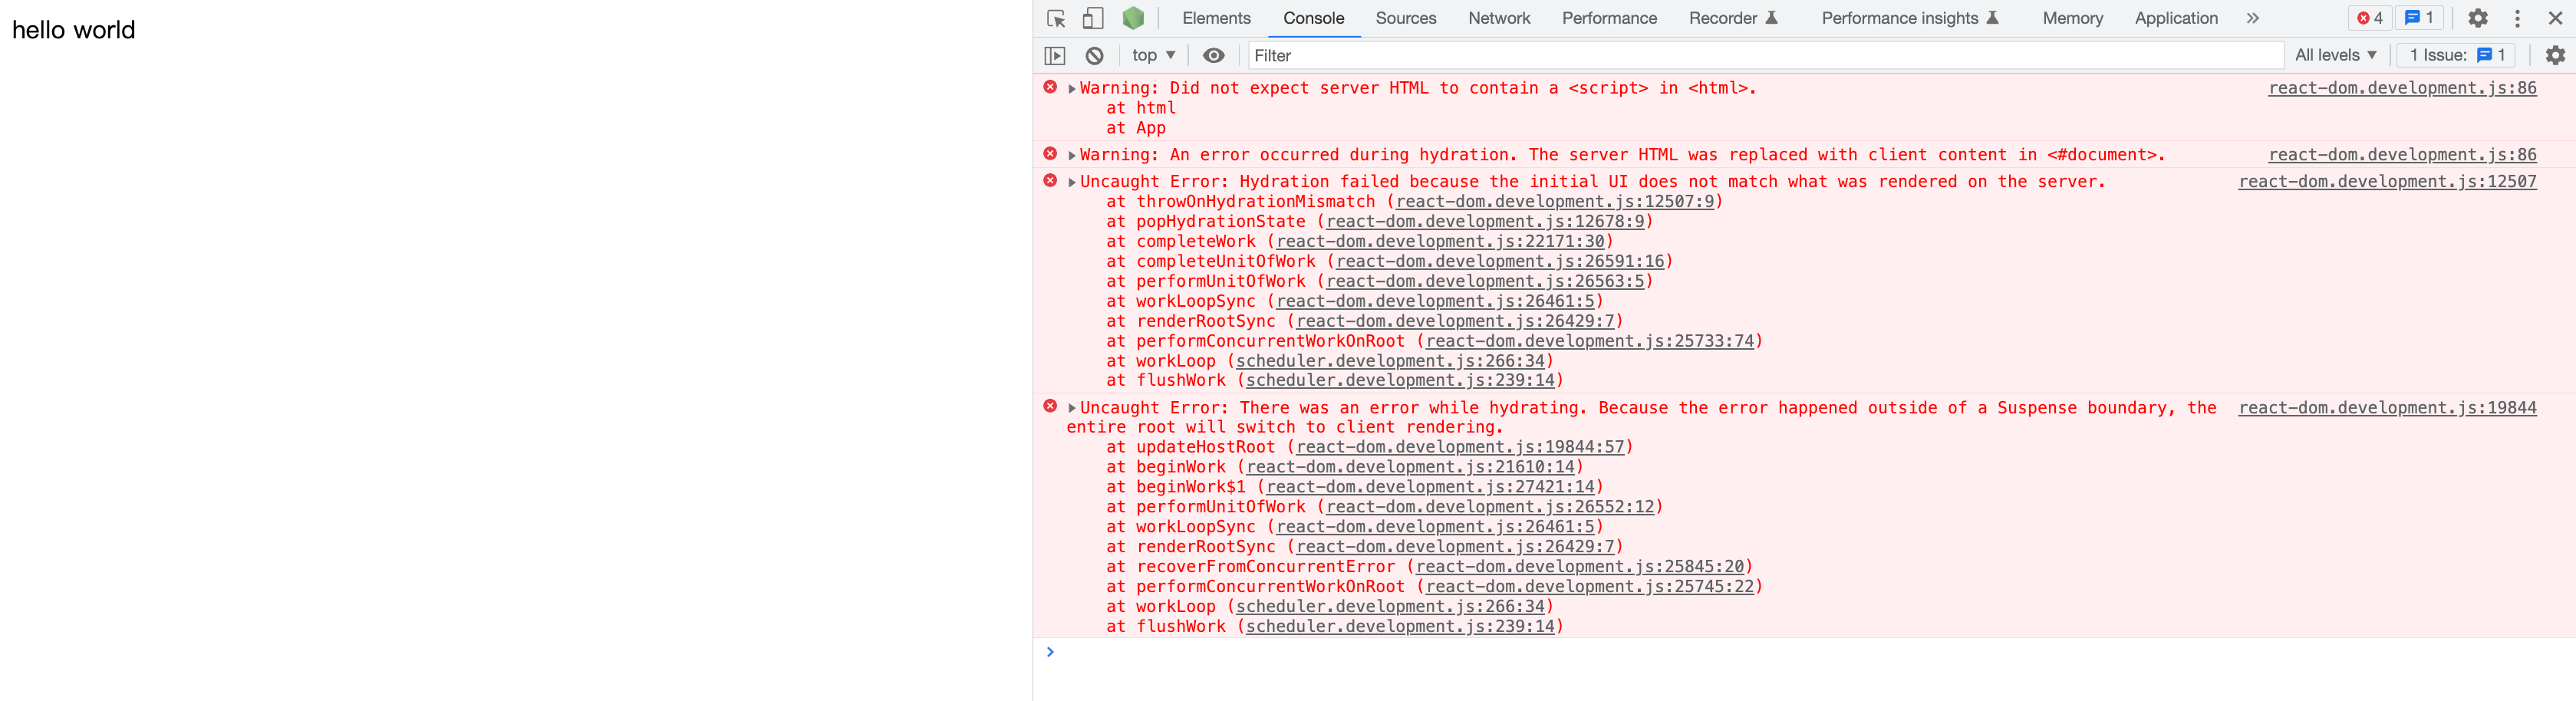 hello world
Elements Console Sources Network Performance Recorder Performance insights Memory Application » 4 1
top ▼ Filter All levels ▼ 1 Issue: 1
Warning: Did not expect server HTML to contain a <script> in <html>. react-dom.development.js:86
at html
at App
Warning: An error occurred during hydration. The server HTML was replaced with client content in <#document>. react-dom.development.js:86
Uncaught Error: Hydration failed because the initial UI does not match what was rendered on the server. react-dom.development.js:12507
at throwOnHydrationMismatch (react-dom.development.js:12507:9)
at popHydrationState (react-dom.development.js:12678:9)
at completeWork (react-dom.development.js:22171:30)
at completeUnitOfWork (react-dom.development.js:26591:16)
at performUnitOfWork (react-dom.development.js:26563:5)
at workLoopSync (react-dom.development.js:26461:5)
at renderRootSync (react-dom.development.js:26429:7)
at performConcurrentWorkOnRoot (react-dom.development.js:25733:74)
at workLoop (scheduler.development.js:266:34)
at flushWork (scheduler.development.js:239:14)
Uncaught Error: There was an error while hydrating. Because the error happened outside of a Suspense boundary, the react-dom.development.js:19844
entire root will switch to client rendering.
at updateHostRoot (react-dom.development.js:19844:57)
at beginWork (react-dom.development.js:21610:14)
at beginWork$1 (react-dom.development.js:27421:14)
at performUnitOfWork (react-dom.development.js:26552:12)
at workLoopSync (react-dom.development.js:26461:5)
at renderRootSync (react-dom.development.js:26429:7)
at recoverFromConcurrentError (react-dom.development.js:25845:20)
at performConcurrentWorkOnRoot (react-dom.development.js:25745:22)
at workLoop (scheduler.development.js:266:34)
at flushWork (scheduler.development.js:239:14)